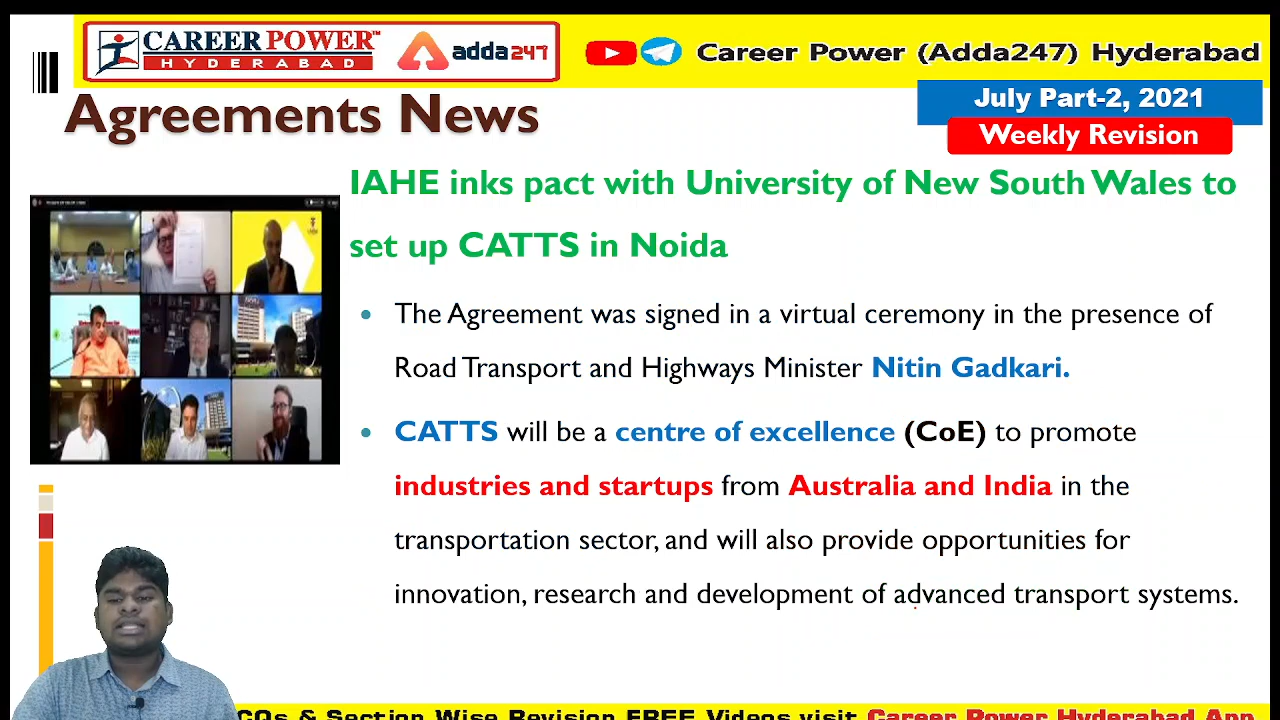 CAREER POWER™
HYDERABAD
adda247
Career Power (Adda247) Hyderabad
Agreements News
July Part-2, 2021
Weekly Revision
IAHE inks pact with University of New South Wales to
set up CATTS in Noida
• The Agreement was signed in a virtual ceremony in the presence of
Road Transport and Highways Minister Nitin Gadkari.
• CATTS will be a centre of excellence (CoE) to promote
industries and startups from Australia and India in the
transportation sector, and will also provide opportunities for
innovation, research and development of advanced transport systems.
CQs & Section Wise Revision FREE Videos visit Career Power Hyderabad App